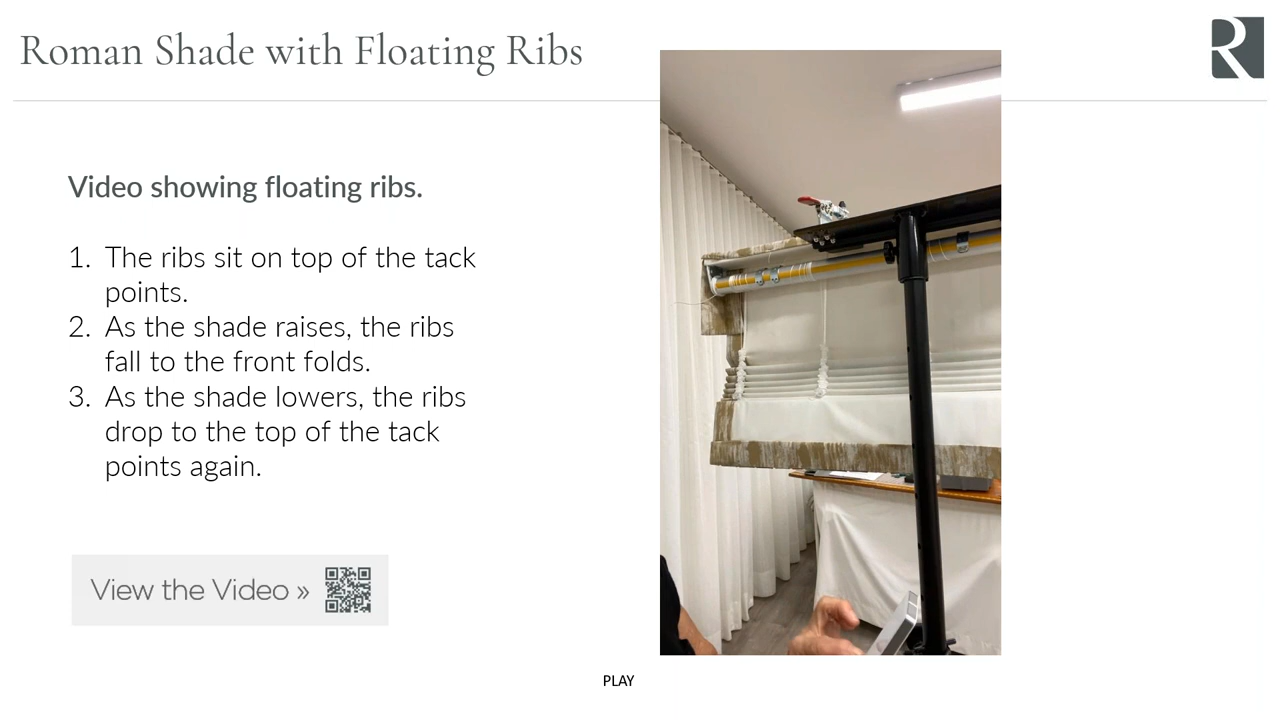 Roman Shade with Floating Ribs
R
Video showing floating ribs.
1. The ribs sit on top of the tack
points.
2. As the shade raises, the ribs
fall to the front folds.
3. As the shade lowers, the ribs
drop to the top of the tack
points again.
View the Video »
PLAY